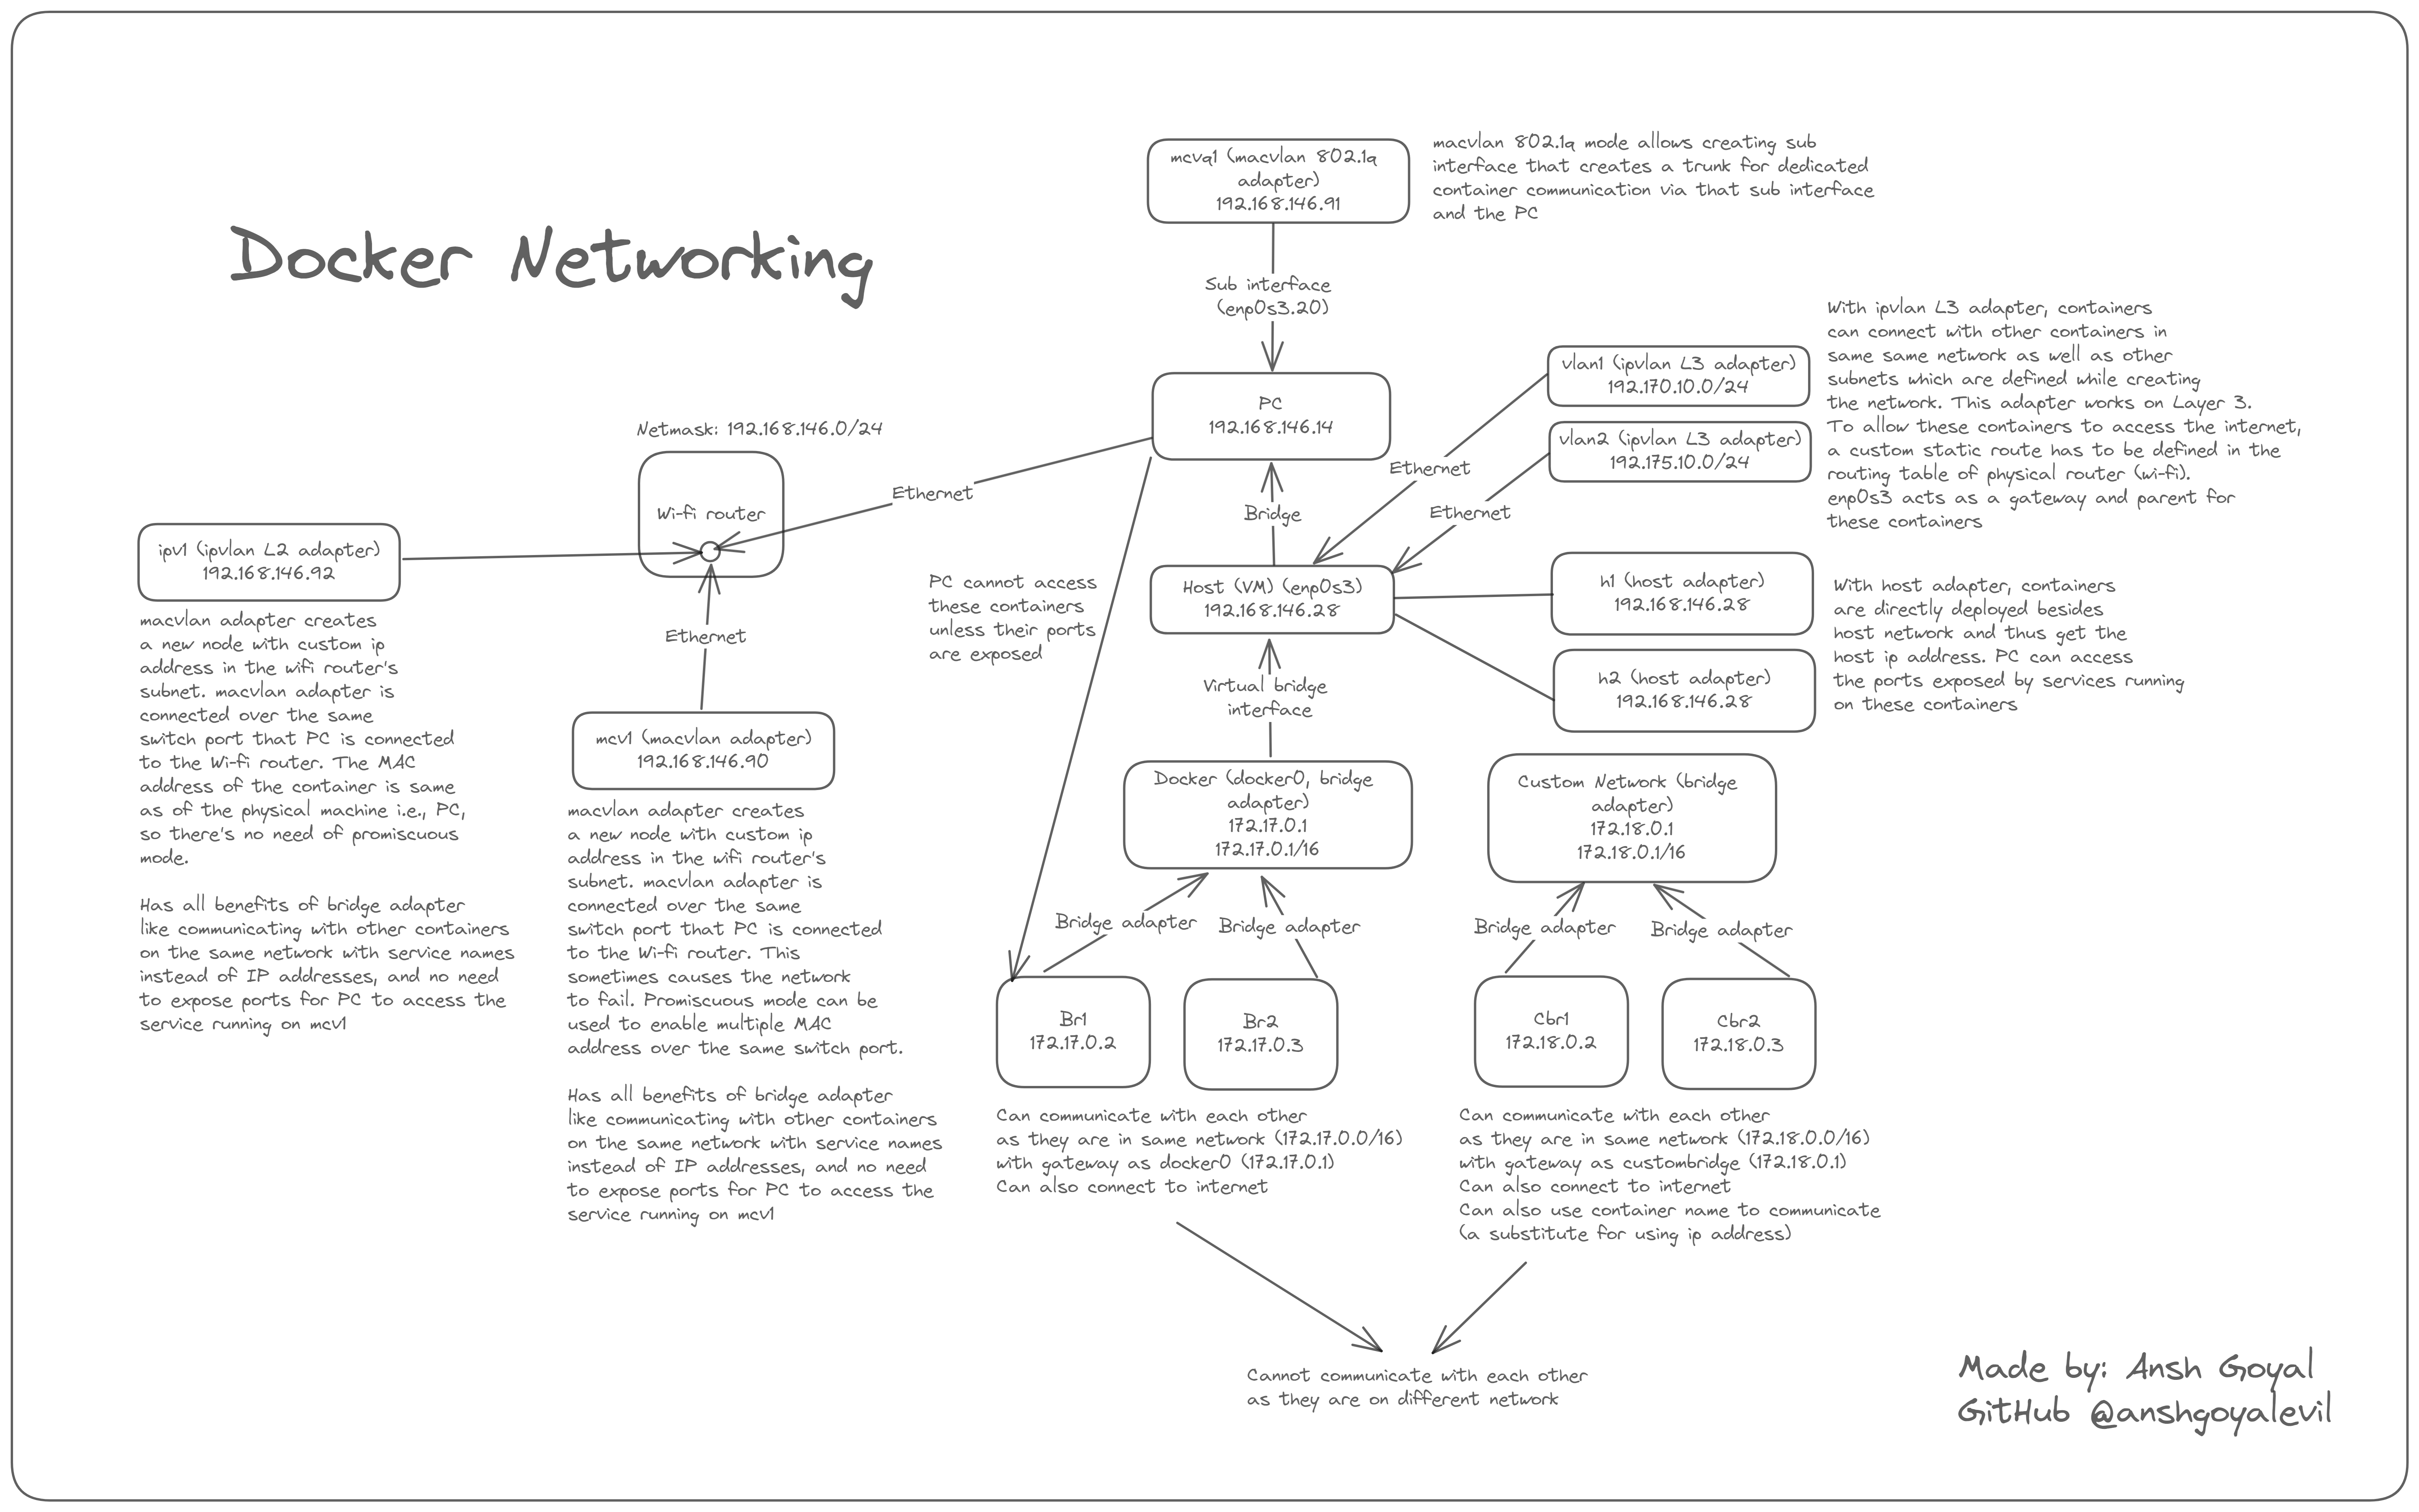 Docker Networking
mcvq1 (macvlan 802.1q
adapter)
192.168.146.91
macvlan 802.1q mode allows creating sub
interface that creates a trunk for dedicated
container communication via that sub interface
and the PC
Sub interface
(enp0s3.20)
PC
192.168.146.14
vlan1 (ipvlan L3 adapter)
192.170.10.0/24
vlan2 (ipvlan L3 adapter)
192.175.10.0/24
With ipvlan L3 adapter, containers
can connect with other containers in
same same network as well as other
subnets which are defined while creating
the network. This adapter works on Layer 3.
To allow these containers to access the internet,
a custom static route has to be defined in the
routing table of physical router (wi-fi).
enp0s3 acts as a gateway and parent for
these containers
Ethernet
Ethernet
Bridge
Netmask: 192.168.146.0/24
Wi-fi router
Ethernet
ipv1 (ipvlan L2 adapter)
192.168.146.92
macvlan adapter creates
a new node with custom ip
address in the wifi router's
subnet. macvlan adapter is
connected over the same
switch port that PC is connected
to the Wi-fi router. The MAC
address of the container is same
as of the physical machine i.e., PC,
so there's no need of promiscuous
mode.
Has all benefits of bridge adapter
like communicating with other containers
on the same network with service names
instead of IP addresses, and no need
to expose ports for PC to access the
service running on mcv1
Ethernet
mcv1 (macvlan adapter)
192.168.146.90
macvlan adapter creates
a new node with custom ip
address in the wifi router's
subnet. macvlan adapter is
connected over the same
switch port that PC is connected
to the Wi-fi router. This
sometimes causes the network
to fail. Promiscuous mode can be
used to enable multiple MAC
address over the same switch port.
Has all benefits of bridge adapter
like communicating with other containers
on the same network with service names
instead of IP addresses, and no need
to expose ports for PC to access the
service running on mcv1
PC cannot access
these containers
unless their ports
are exposed
Host (VM) (enp0s3)
192.168.146.28
h1 (host adapter)
192.168.146.28
h2 (host adapter)
192.168.146.28
With host adapter, containers
are directly deployed besides
host network and thus get the
host ip address. PC can access
the ports exposed by services running
on these containers
Virtual bridge
interface
Docker (docker0, bridge
adapter)
172.17.0.1
172.17.0.1/16
Custom Network (bridge
adapter)
172.18.0.1
172.18.0.1/16
Bridge adapter
Bridge adapter
Bridge adapter
Bridge adapter
Br1
172.17.0.2
Br2
172.17.0.3
Cbr1
172.18.0.2
Cbr2
172.18.0.3
Can communicate with each other
as they are in same network (172.17.0.0/16)
with gateway as docker0 (172.17.0.1)
Can also connect to internet
Can communicate with each other
as they are in same network (172.18.0.0/16)
with gateway as custombridge (172.18.0.1)
Can also connect to internet
Can also use container name to communicate
(a substitute for using ip address)
Cannot communicate with each other
as they are on different network
Made by: Ansh Goyal
GitHub @anshgoyalevil